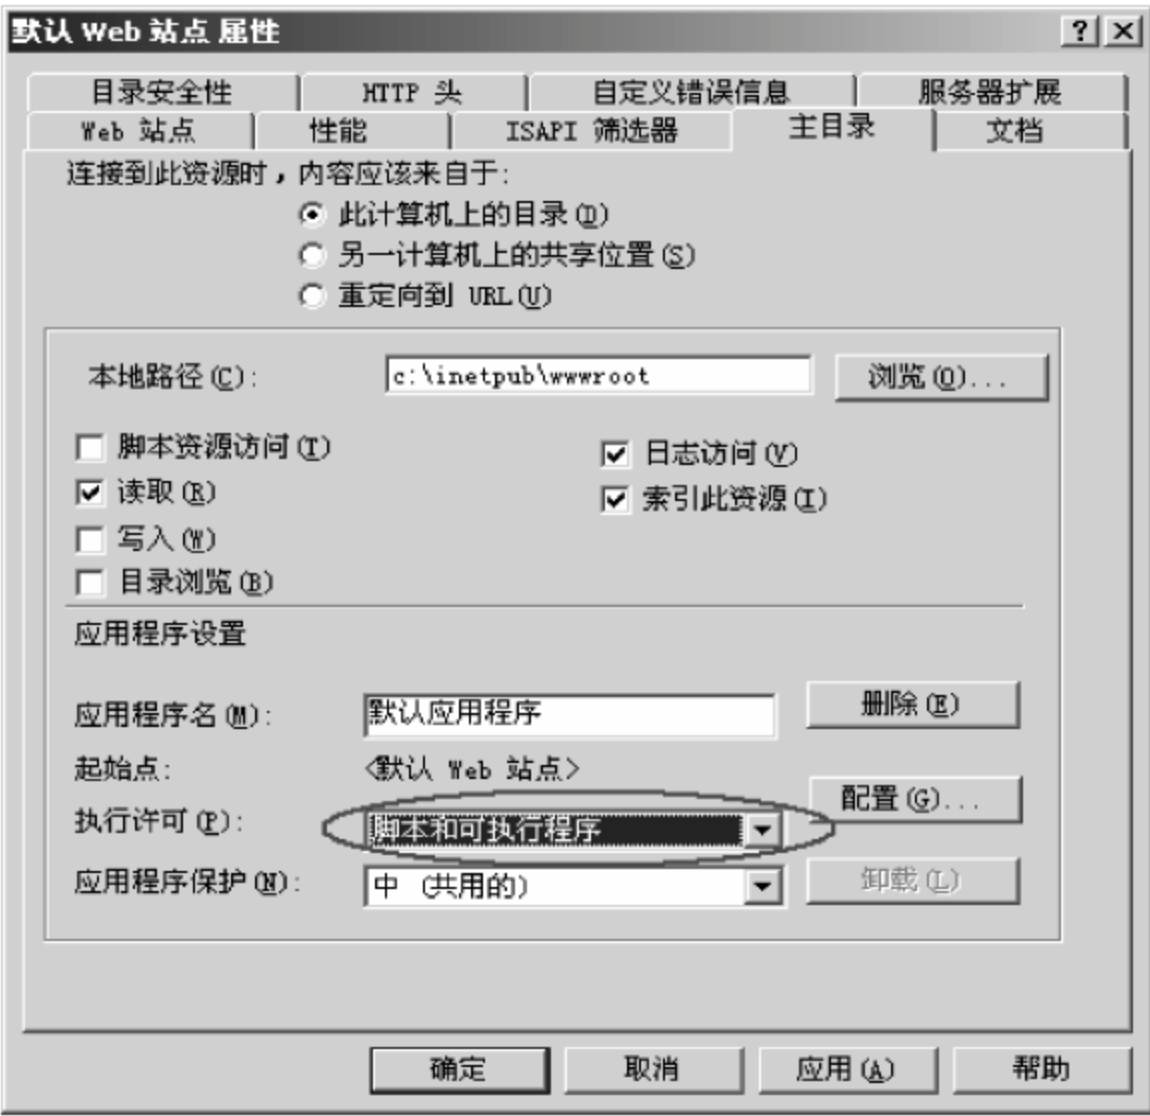 默认 Web 站点 属性
目录安全性 HTTP 头 自定义错误信息 服务器扩展
Web 站点 性能 ISAPI 筛选器 主目录 文档
连接到此资源时，内容应该来自于:
此计算机上的目录(D)
另一计算机上的共享位置(S)
重定向到 URL(U)
本地路径(C): c:\inetpub\wwwroot 浏览(O)...
脚本资源访问(T) 日志访问(V)
读取(R) 索引此资源(I)
写入(W)
目录浏览(B)
应用程序设置
应用程序名(M): 默认应用程序 删除(E)
起始点: <默认 Web 站点>
配置(G)...
执行许可(P): 脚本和可执行程序
应用程序保护(N): 中 (共用的) 卸载(L)
确定 取消 应用(A) 帮助